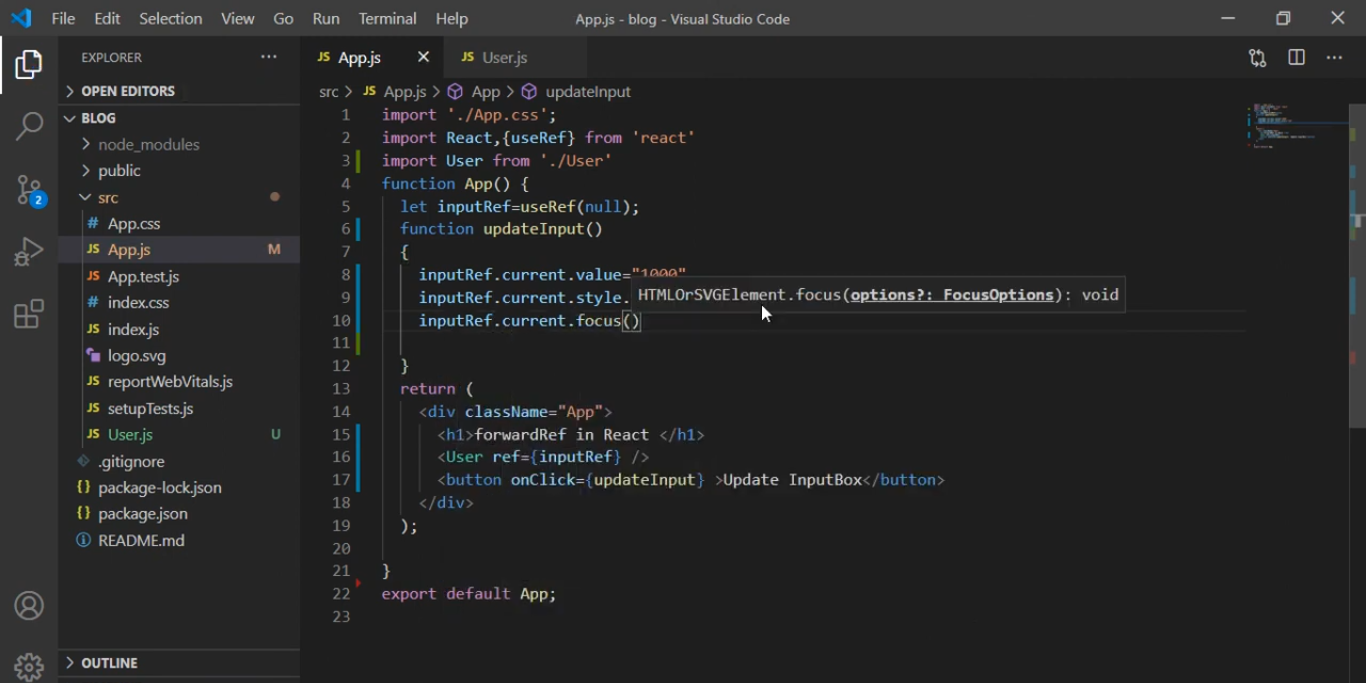 File Edit Selection View Go Run Terminal Help App.js - blog - Visual Studio Code
EXPLORER
OPEN EDITORS
BLOG
node_modules
public
src
# App.css
JS App.js M
JS App.test.js
# index.css
JS index.js
logo.svg
JS reportWebVitals.js
JS setupTests.js
JS User.js U
.gitignore
{} package-lock.json
{} package.json
README.md
OUTLINE
2
JS App.js JS User.js
src > JS App.js > App > updateInput
1 import './App.css';
2 import React,{useRef} from 'react'
3 import User from './User'
4 function App() {
5 let inputRef=useRef(null);
6 function updateInput()
7 {
8 inputRef.current.value="1000"
9 inputRef.current.style.
HTMLOrSVGElement.focus(options?: FocusOptions): void
10 inputRef.current.focus()
11
12 }
13 return (
14 <div className="App">
15 <h1>forwardRef in React </h1>
16 <User ref={inputRef} />
17 <button onClick={updateInput} >Update InputBox</button>
18 </div>
19 );
20
21 }
22 export default App;
23